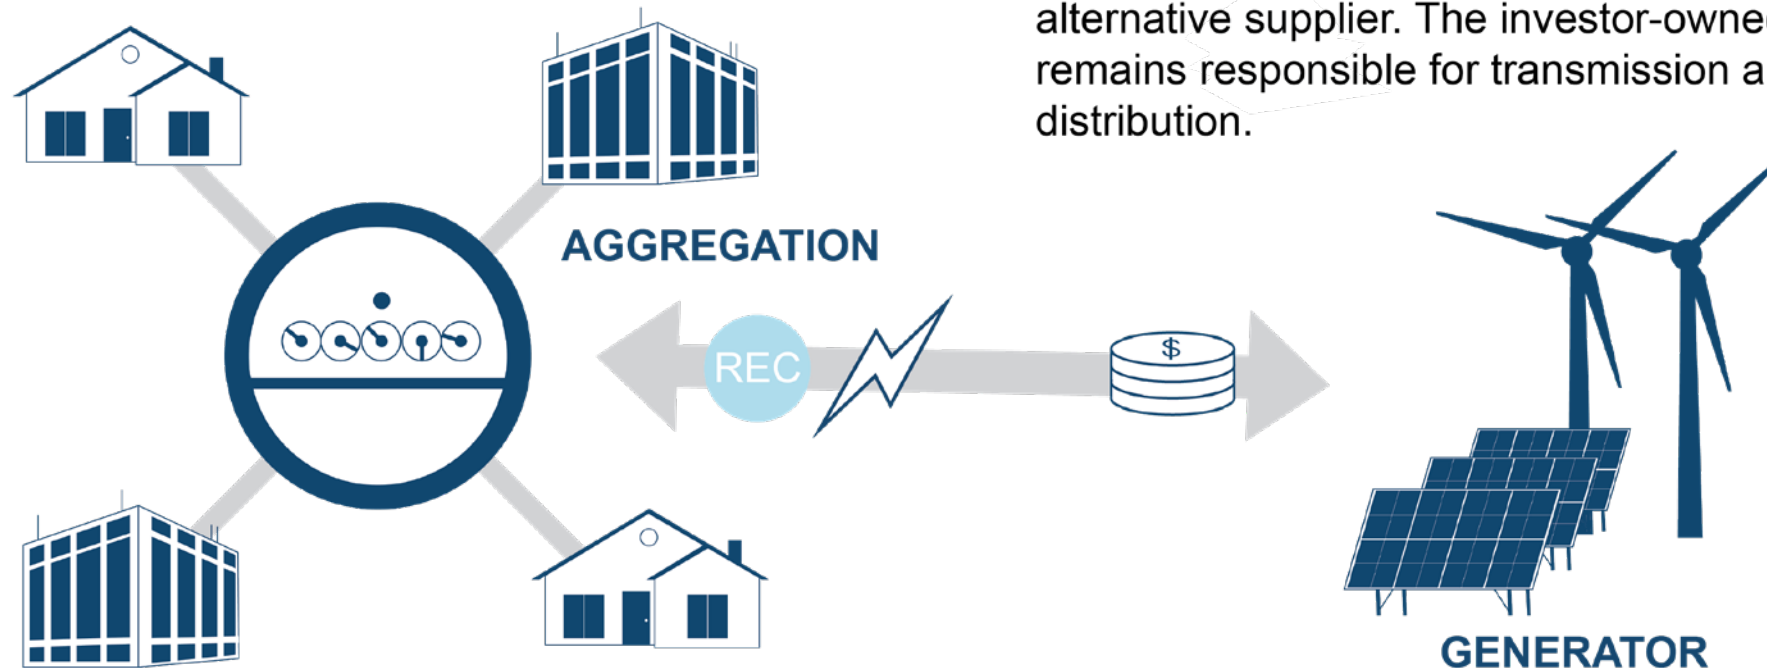 alternative supplier. The investor-owne
remains responsible for transmission a
distribution.
AGGREGATION
REC
$
GENERATOR